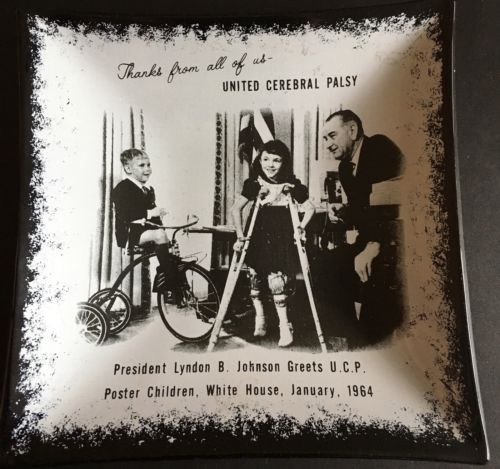 Thanks from all of us-
UNITED CEREBRAL PALSY
President Lyndon B. Johnson Greets U.C.P.
Poster Children, White House, January, 1964